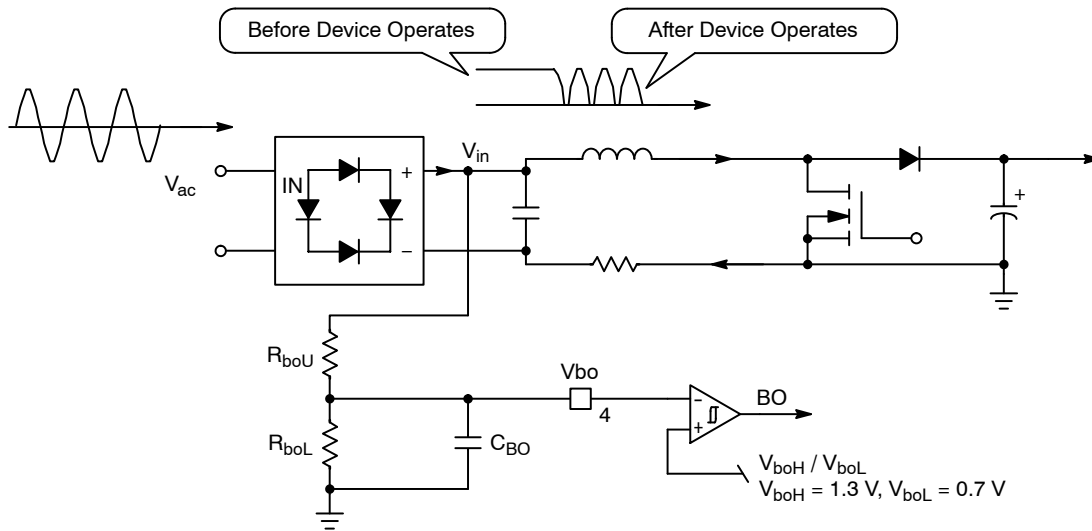 Before Device Operates
After Device Operates
V_in
V_ac
IN
+
−
+
R_boU
Vbo
4
−
+
BO
R_boL
C_BO
V_boH / V_boL
V_boH = 1.3 V, V_boL = 0.7 V